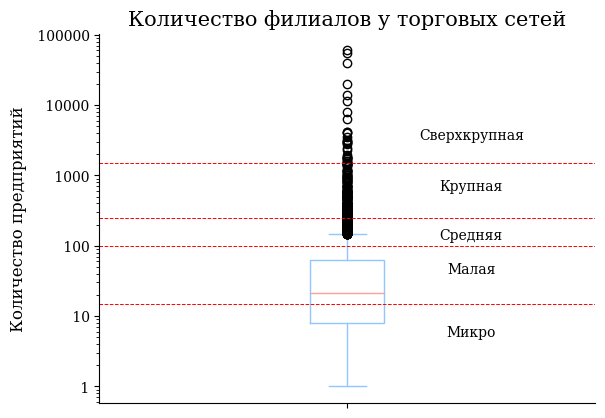 Количество филиалов у торговых сетей
Количество предприятий
100000
10000
1000
100
10
1
Сверхкрупная
Крупная
Средняя
Малая
Микро